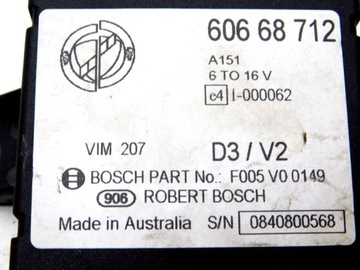 606 68 712
A151
6 TO 16 V
e4 1-000062
VIM 207 D3 / V2
BOSCH PART No.: F005 V0 0149
906 ROBERT BOSCH
Made in Australia S/N 0840800568